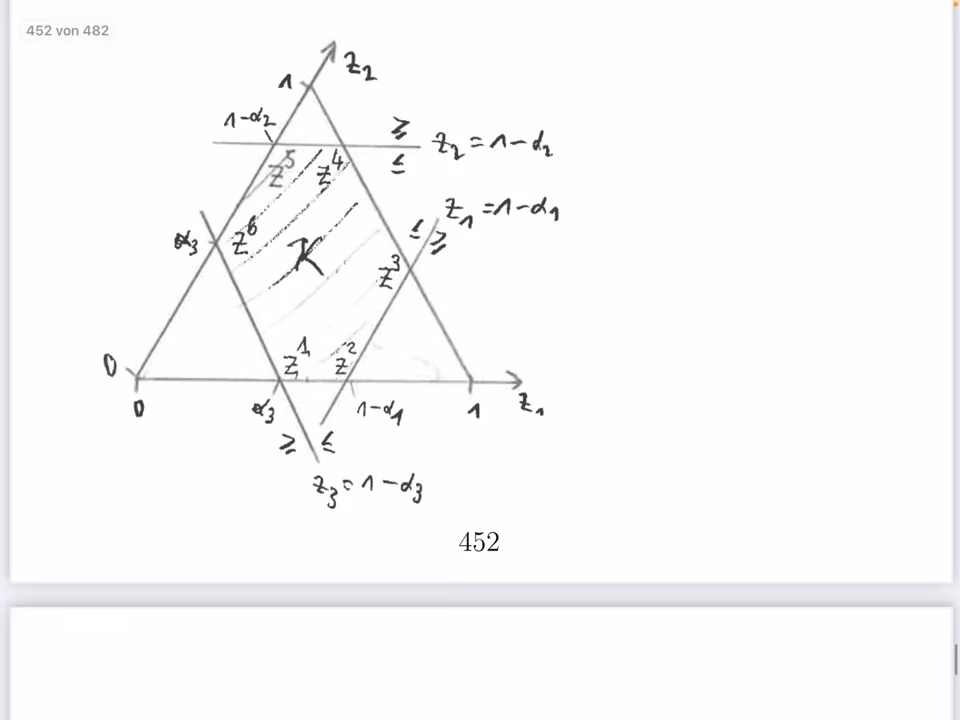 452 von 482
z₂
1
1-α₂
≥
z₂ = 1-α₂
≤
z⁵
z⁴
z₁ = 1-α₁
≤ ≥
α₃
z⁶
K
z³
0
z¹
z²
0
α₃
1-α₁
1
z₁
≥ ≤
z₃ = 1-α₃
452